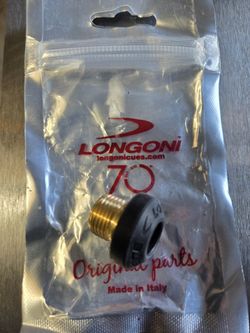 LONGONI
longonicues.com
70
Original parts
Made in Italy